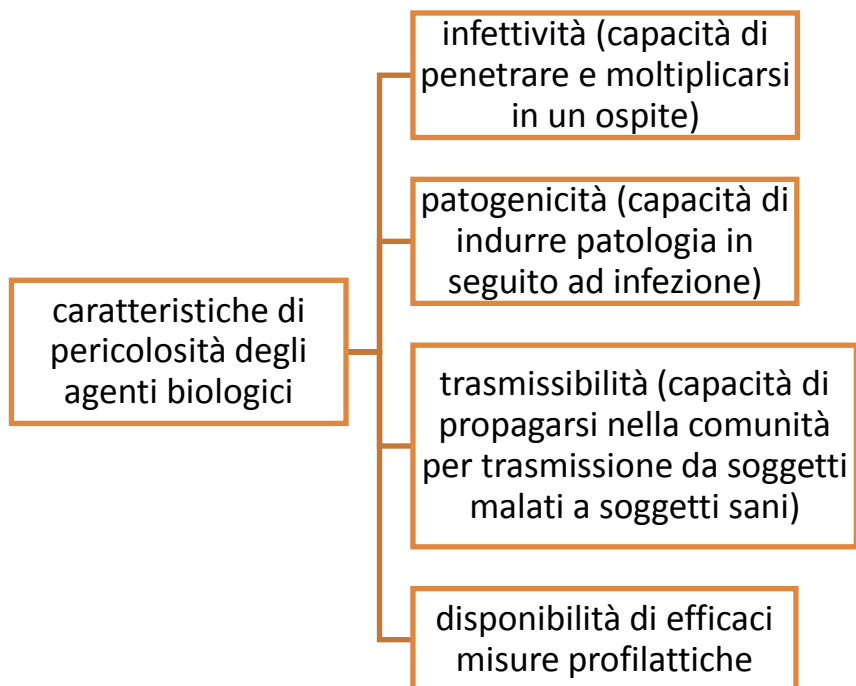 infettività (capacità di
penetrare e moltiplicarsi
in un ospite)
patogenicità (capacità di
indurre patologia in
seguito ad infezione)
caratteristiche di
pericolosità degli
agenti biologici
trasmissibilità (capacità di
propagarsi nella comunità
per trasmissione da soggetti
malati a soggetti sani)
disponibilità di efficaci
misure profilattiche